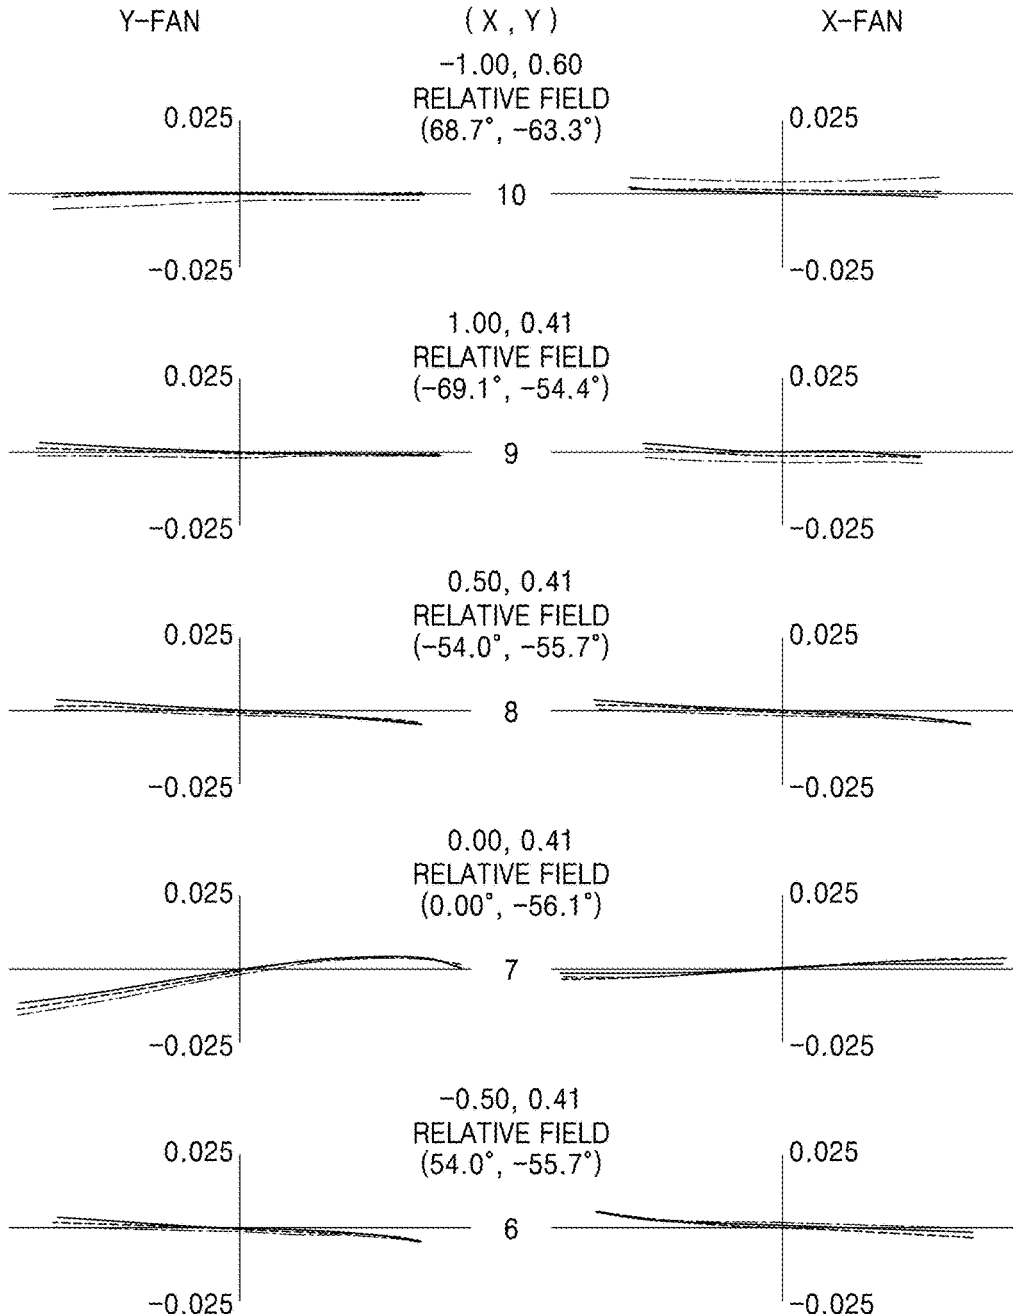 Y-FAN (X,Y) X-FAN
-1.00, 0.60
RELATIVE FIELD
0.025 (68.7°, -63.3°) 0.025
10
-0.025 -0.025
1.00, 0.41
RELATIVE FIELD
0.025 (-69.1°, -54.4°) 0.025
9
-0.025 -0.025
0.50, 0.41
RELATIVE FIELD
0.025 (-54.0°, -55.7°) 0.025
8
-0.025 -0.025
0.00, 0.41
RELATIVE FIELD
0.025 (0.00°, -56.1°) 0.025
7
-0.025 -0.025
-0.50, 0.41
RELATIVE FIELD
0.025 (54.0°, -55.7°) 0.025
6
-0.025 -0.025